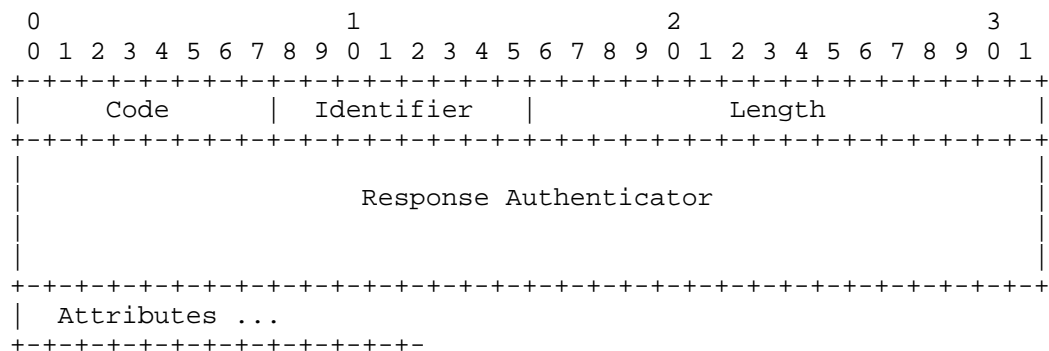 0                   1                   2                   3
 0 1 2 3 4 5 6 7 8 9 0 1 2 3 4 5 6 7 8 9 0 1 2 3 4 5 6 7 8 9 0 1
+-+-+-+-+-+-+-+-+-+-+-+-+-+-+-+-+-+-+-+-+-+-+-+-+-+-+-+-+-+-+-+-+
|     Code      |  Identifier   |            Length             |
+-+-+-+-+-+-+-+-+-+-+-+-+-+-+-+-+-+-+-+-+-+-+-+-+-+-+-+-+-+-+-+-+
|                                                               |
|                     Response Authenticator                    |
|                                                               |
|                                                               |
+-+-+-+-+-+-+-+-+-+-+-+-+-+-+-+-+-+-+-+-+-+-+-+-+-+-+-+-+-+-+-+-+
|  Attributes ...
+-+-+-+-+-+-+-+-+-+-+-+-+-